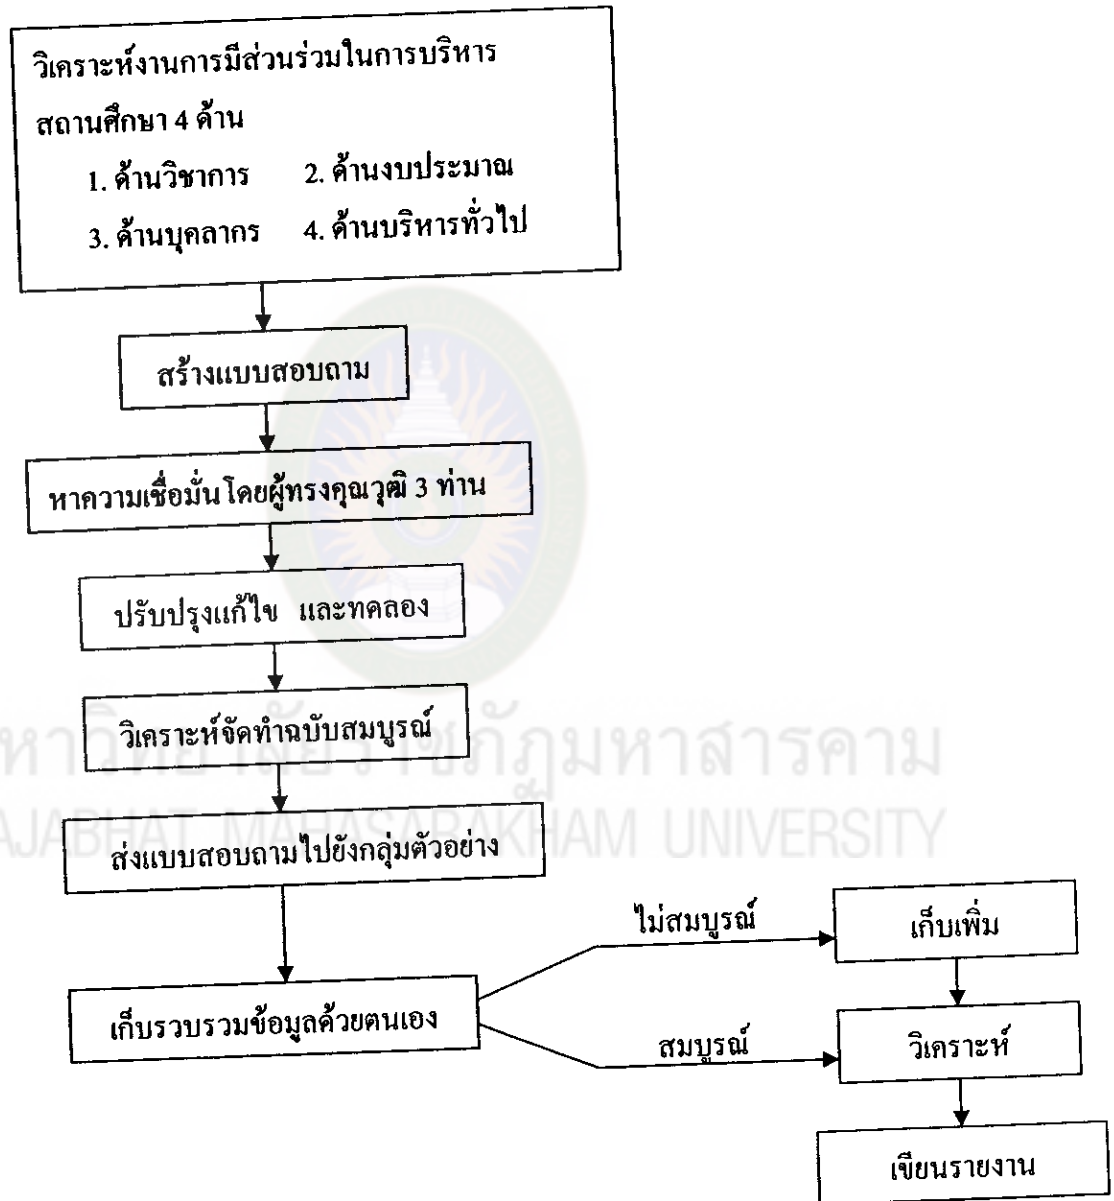 วิเคราะห์งานการมีส่วนร่วมในการบริหาร
สถานศึกษา 4 ด้าน
1. ด้านวิชาการ 2. ด้านงบประมาณ
3. ด้านบุคลากร 4. ด้านบริหารทั่วไป
สร้างแบบสอบถาม
หาความเชื่อมั่นโดยผู้ทรงคุณวุฒิ 3 ท่าน
ปรับปรุงแก้ไข และทดลอง
วิเคราะห์จัดทำฉบับสมบูรณ์
ส่งแบบสอบถามไปยังกลุ่มตัวอย่าง
เก็บรวบรวมข้อมูลด้วยตนเอง
ไม่สมบูรณ์
เก็บเพิ่ม
สมบูรณ์
วิเคราะห์
เขียนรายงาน
หาวิทยาลัยราชภัฏมหาสารคาม
AJABHAT MAHASARAKHAM UNIVERSITY